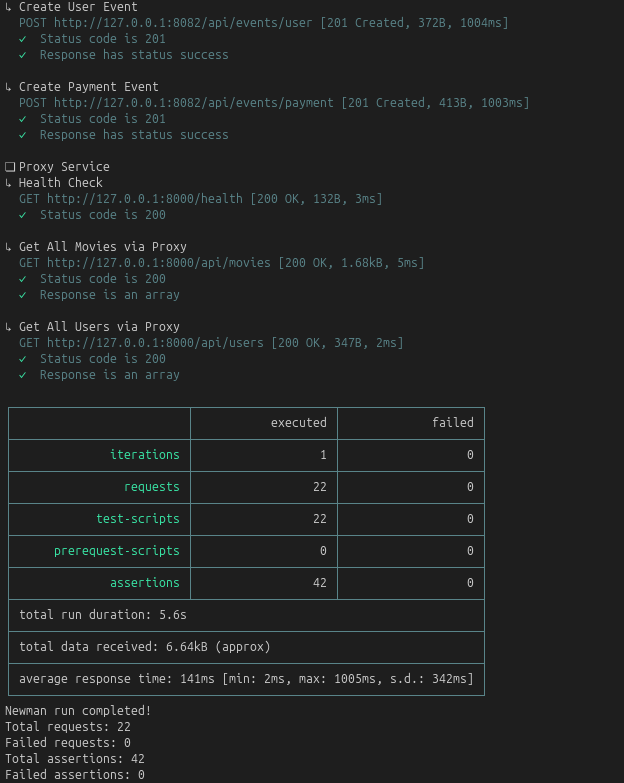 ↳ Create User Event
POST http://127.0.0.1:8082/api/events/user [201 Created, 372B, 1004ms]
✓ Status code is 201
✓ Response has status success
↳ Create Payment Event
POST http://127.0.0.1:8082/api/events/payment [201 Created, 413B, 1003ms]
✓ Status code is 201
✓ Response has status success
❏ Proxy Service
↳ Health Check
GET http://127.0.0.1:8000/health [200 OK, 132B, 3ms]
✓ Status code is 200
↳ Get All Movies via Proxy
GET http://127.0.0.1:8000/api/movies [200 OK, 1.68kB, 5ms]
✓ Status code is 200
✓ Response is an array
↳ Get All Users via Proxy
GET http://127.0.0.1:8000/api/users [200 OK, 347B, 2ms]
✓ Status code is 200
✓ Response is an array
executed failed
iterations 1 0
requests 22 0
test-scripts 22 0
prerequest-scripts 0 0
assertions 42 0
total run duration: 5.6s
total data received: 6.64kB (approx)
average response time: 141ms [min: 2ms, max: 1005ms, s.d.: 342ms]
Newman run completed!
Total requests: 22
Failed requests: 0
Total assertions: 42
Failed assertions: 0